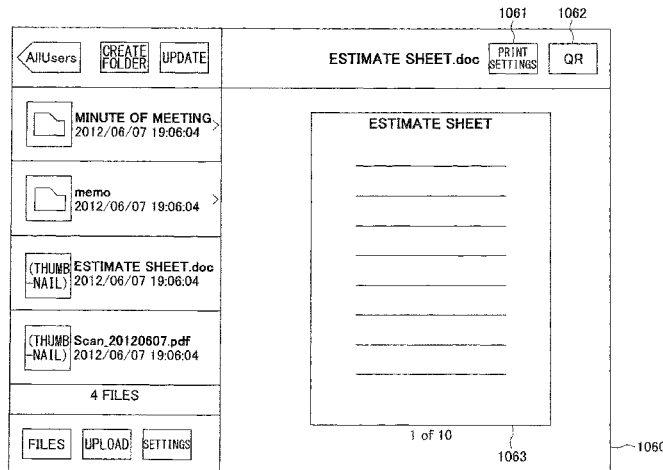 1061
1062
AllUsers
CREATE
FOLDER
UPDATE
ESTIMATE SHEET.doc
PRINT
SETTINGS
QR
MINUTE OF MEETING
2012/06/07 19:06:04
memo
2012/06/07 19:06:04
(THUMB
-NAIL)
ESTIMATE SHEET.doc
2012/06/07 19:06:04
(THUMB
-NAIL)
Scan_20120607.pdf
2012/06/07 19:06:04
4 FILES
FILES
UPLOAD
SETTINGS
ESTIMATE SHEET
1 of 10
1063
1060